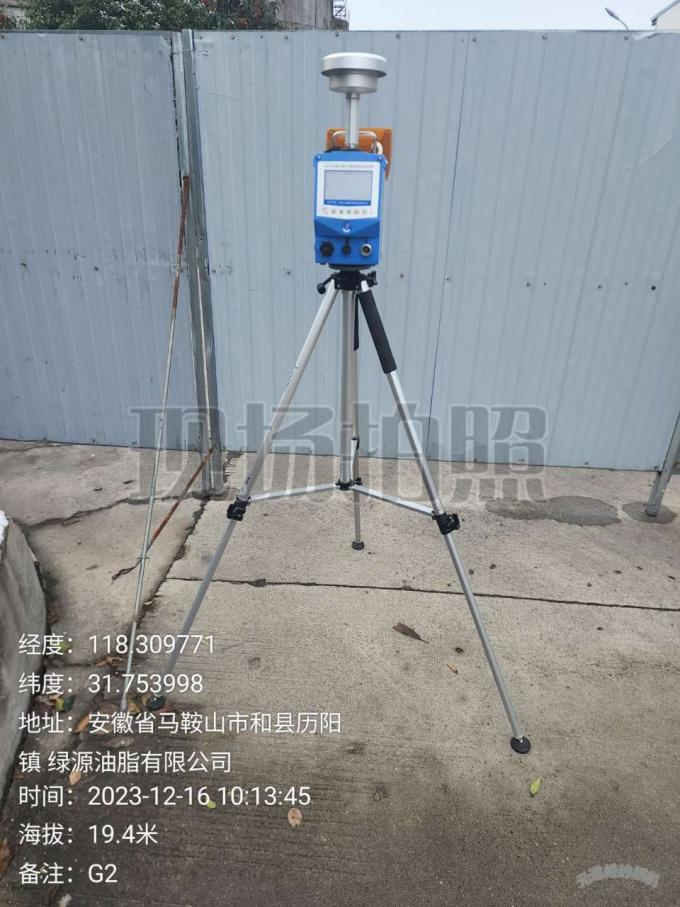 现场拍照
经度：118.309771
纬度：31.753998
地址：安徽省马鞍山市和县历阳
镇 绿源油脂有限公司
时间：2023-12-16 10:13:45
海拔：19.4米
备注：G2